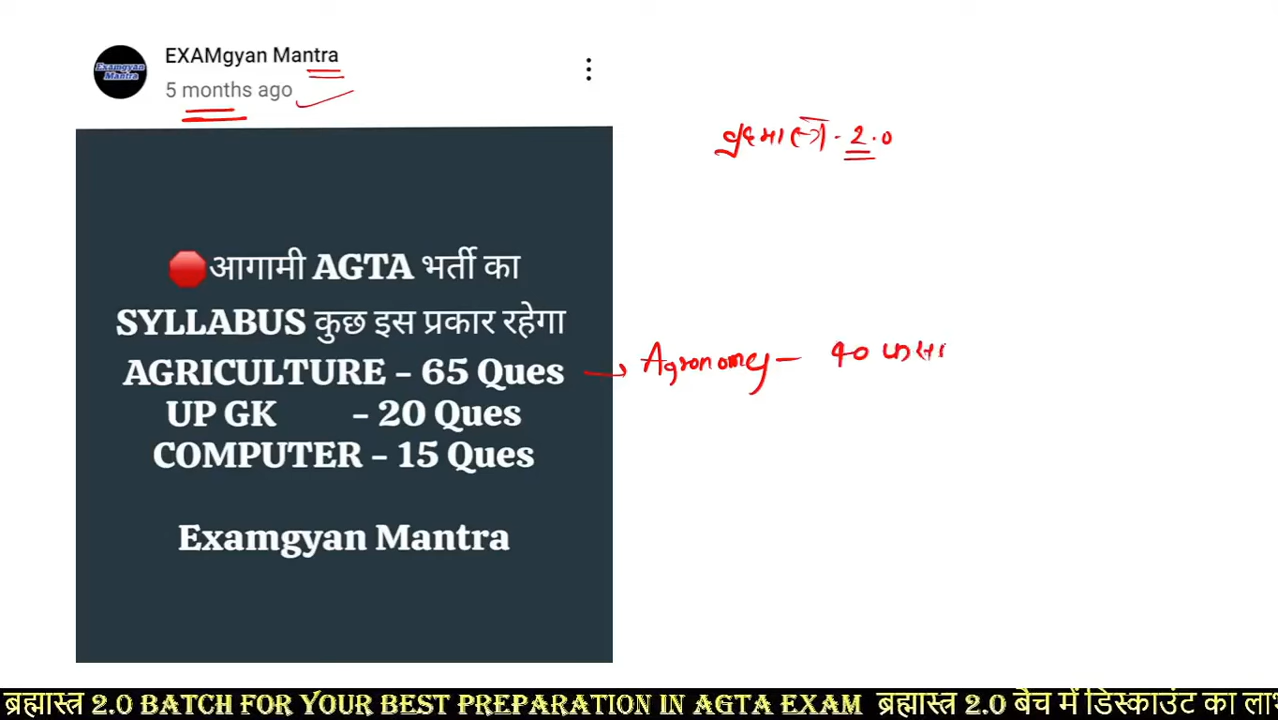 EXAMgyan Mantra
5 months ago
ब्रह्मास्त्र - 2.0
🛑आगामी AGTA भर्ती का
SYLLABUS कुछ इस प्रकार रहेगा
AGRICULTURE – 65 Ques
Agronomy – 40
UP GK – 20 Ques
COMPUTER – 15 Ques
Examgyan Mantra
ब्रह्मास्त्र 2.0 BATCH FOR YOUR BEST PREPARATION IN AGTA EXAM ब्रह्मास्त्र 2.0 बैच में डिस्काउंट का